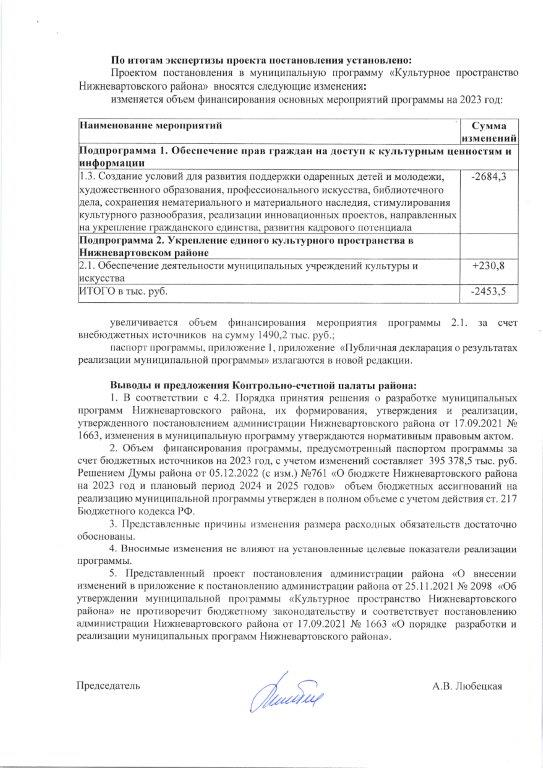 По итогам экспертизы проекта постановления установлено:
Проектом постановления в муниципальную программу «Культурное пространство
Нижневартовского района» вносятся следующие изменения:
изменяется объем финансирования основных мероприятий программы на 2023 год:
Наименование мероприятий Сумма
изменений
Подпрограмма 1. Обеспечение прав граждан на доступ к культурным ценностям и
информации
1.3. Создание условий для развития поддержки одаренных детей и молодежи, -2684,3
художественного образования, профессионального искусства, библиотечного
дела, сохранения нематериального и материального наследия, стимулирования
культурного разнообразия, реализации инновационных проектов, направленных
на укрепление гражданского единства, развития кадрового потенциала
Подпрограмма 2. Укрепление единого культурного пространства в
Нижневартовском районе
2.1. Обеспечение деятельности муниципальных учреждений культуры и +230,8
искусства
ИТОГО в тыс. руб. -2453,5
увеличивается объем финансирования мероприятия программы 2.1. за счет
внебюджетных источников на сумму 1490,2 тыс. руб.;
паспорт программы, приложение 1, приложение «Публичная декларация о результатах
реализации муниципальной программы» излагаются в новой редакции.
Выводы и предложения Контрольно-счетной палаты района:
1. В соответствии с 4.2. Порядка принятия решения о разработке муниципальных
программ Нижневартовского района, их формирования, утверждения и реализации,
утвержденного постановлением администрации Нижневартовского района от 17.09.2021 №
1663, изменения в муниципальную программу утверждаются нормативным правовым актом.
2. Объем финансирования программы, предусмотренный паспортом программы за
счет бюджетных источников на 2023 год, с учетом изменений составляет 395 378,5 тыс. руб.
Решением Думы района от 05.12.2022 (с изм.) №761 «О бюджете Нижневартовского района
на 2023 год и плановый период 2024 и 2025 годов» объем бюджетных ассигнований на
реализацию муниципальной программы утвержден в полном объеме с учетом действия ст. 217
Бюджетного кодекса РФ.
3. Представленные причины изменения размера расходных обязательств достаточно
обоснованы.
4. Вносимые изменения не влияют на установленные целевые показатели реализации
программы.
5. Представленный проект постановления администрации района «О внесении
изменений в приложение к постановлению администрации района от 25.11.2021 № 2098 «Об
утверждении муниципальной программы «Культурное пространство Нижневартовского
района» не противоречит бюджетному законодательству и соответствует постановлению
администрации Нижневартовского района от 17.09.2021 № 1663 «О порядке разработки и
реализации муниципальных программ Нижневартовского района».
Председатель А.В. Любецкая